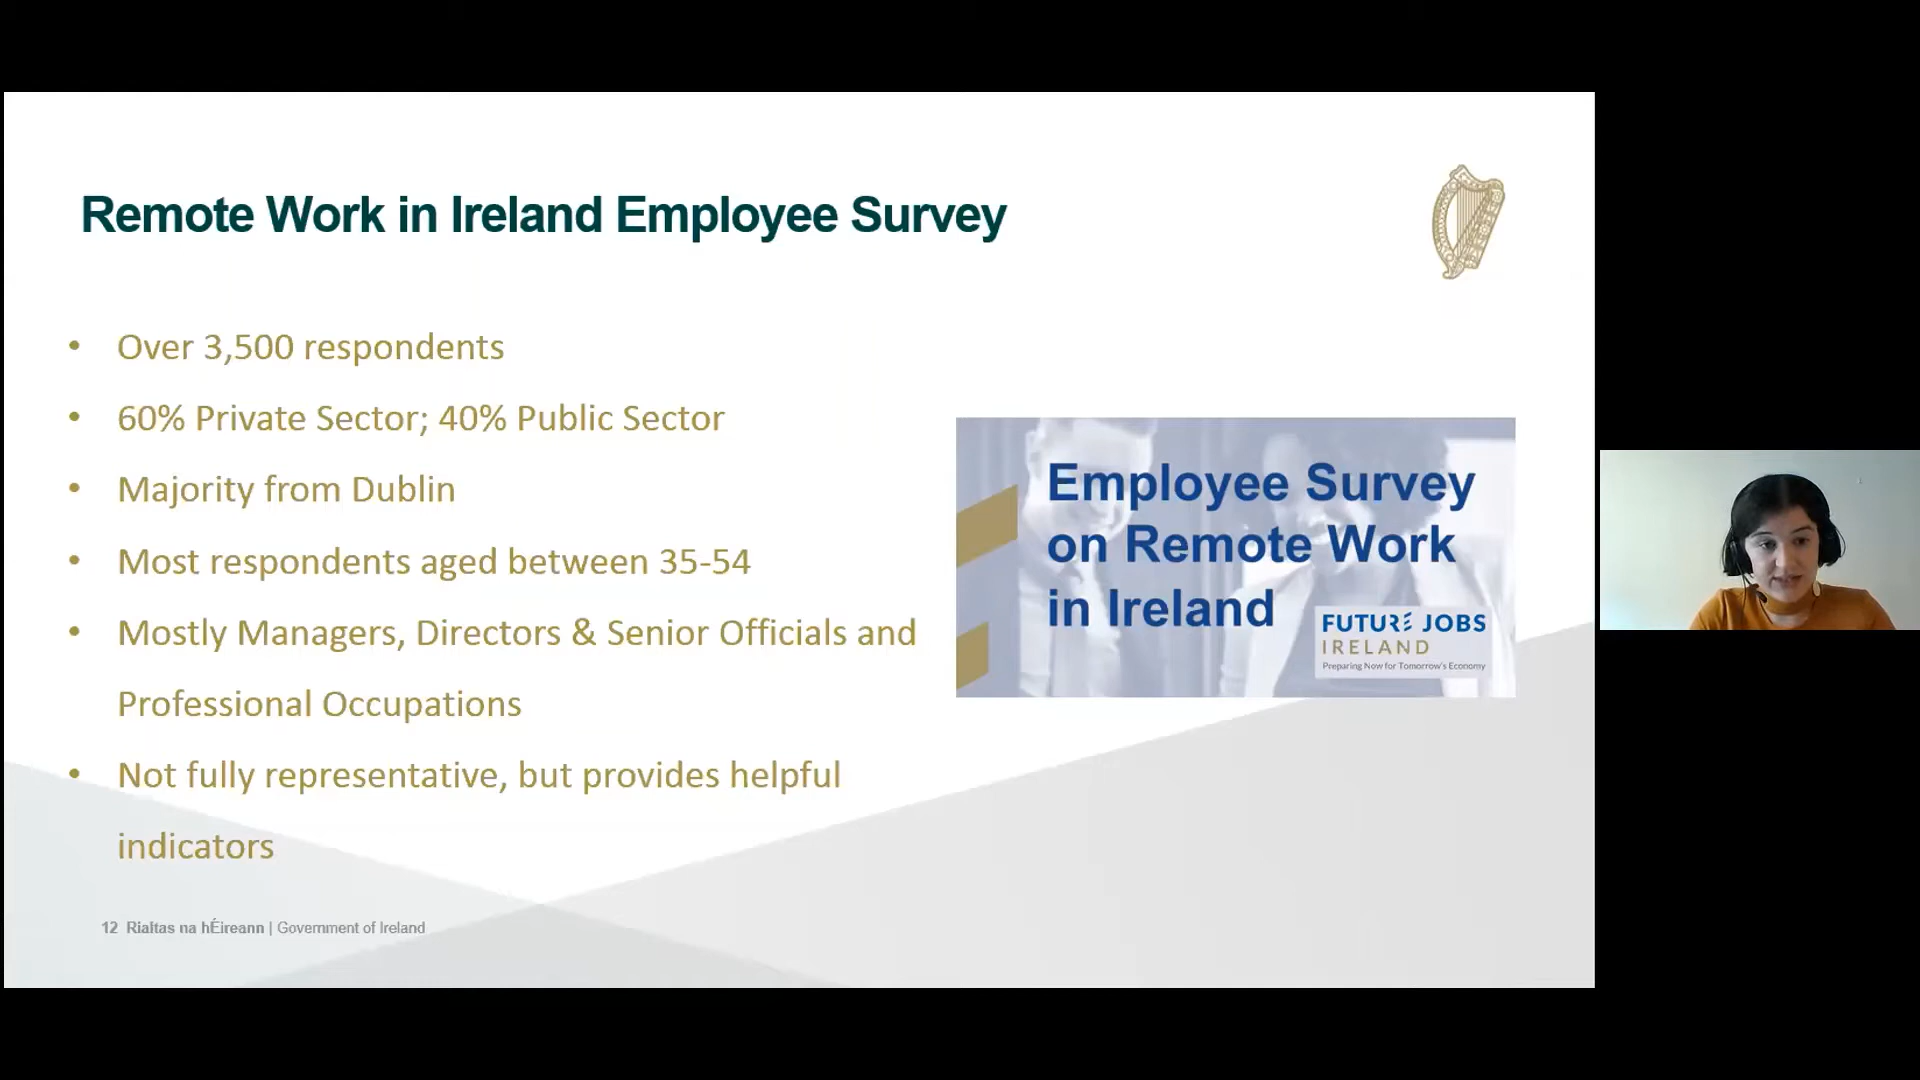 Remote Work in Ireland Employee Survey
• Over 3,500 respondents
• 60% Private Sector; 40% Public Sector
• Majority from Dublin
• Most respondents aged between 35-54
• Mostly Managers, Directors & Senior Officials and
Professional Occupations
• Not fully representative, but provides helpful
indicators
Employee Survey
on Remote Work
in Ireland
FUTURE JOBS
IRELAND
Preparing Now for Tomorrow's Economy
12 Rialtas na hÉireann | Government of Ireland